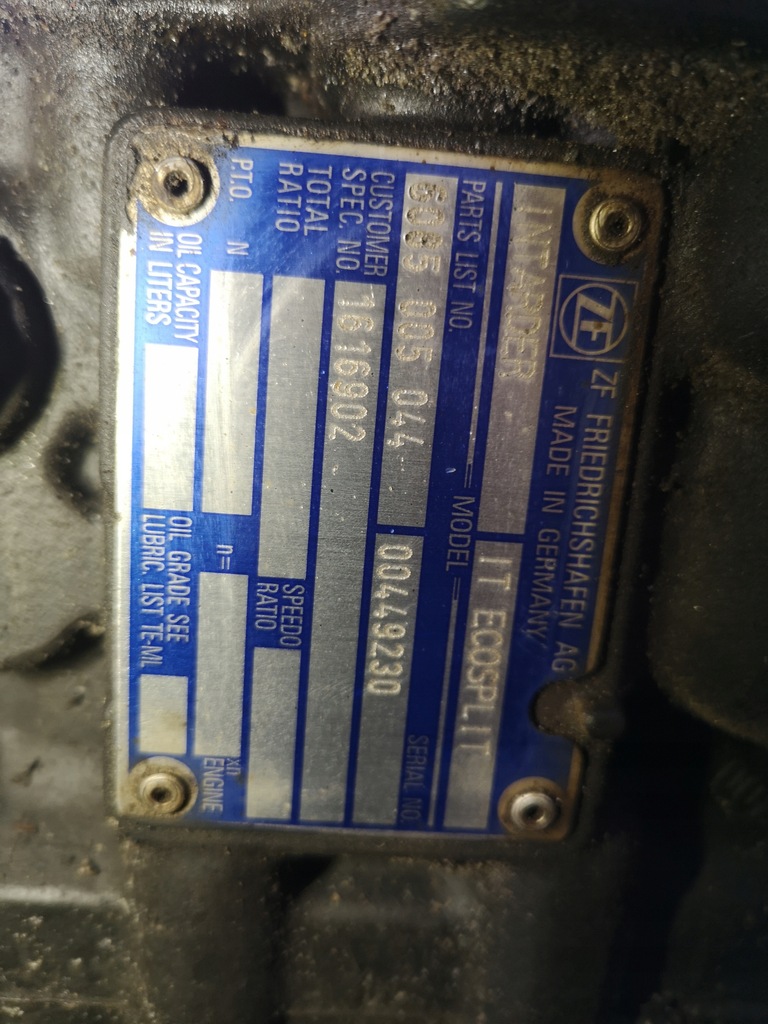 ZF ZF FRIEDRICHSHAFEN AG
MADE IN GERMANY
INTARDER IT ECOSPLIT
PARTS LIST NO. MODEL SERIAL NO.
6085 005 044 00449230
CUSTOMER
SPEC. NO. 1616902
TOTAL
RATIO
SPEEDO
RATIO
P.T.O. N n= xn ENGINE
OIL CAPACITY
IN LITERS
OIL GRADE SEE
LUBRIC. LIST TE-ML